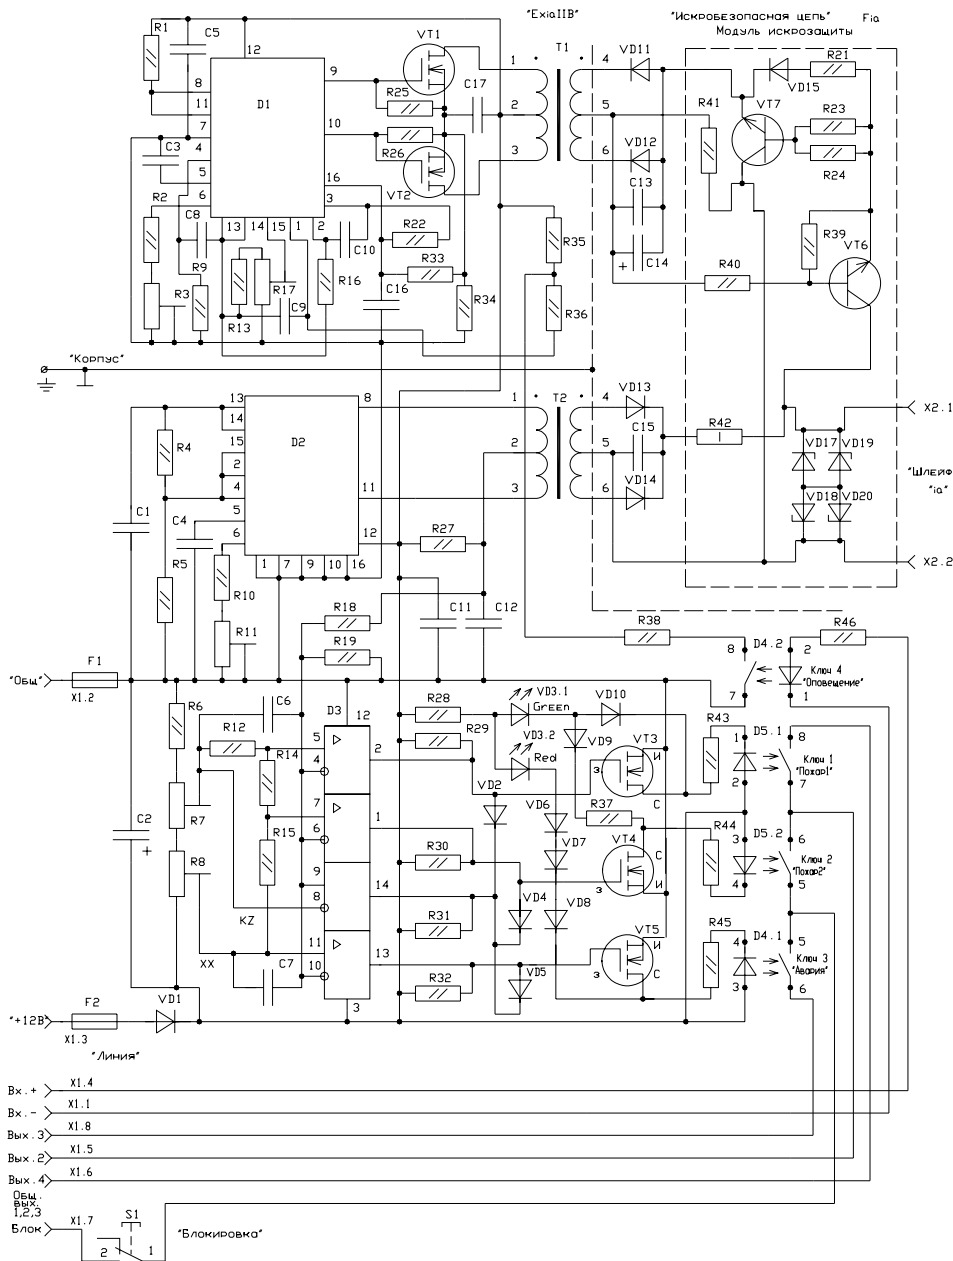 "ExiaIIB"
"Искробезопасная цепь" Fia
Модуль искрозащиты
R1
C5
12
VT1
T1
VD11
R21
8
11
7
4
5
6
D1
9
10
16
3
R25
R26
VT2
C17
1
2
3
4
5
6
VD12
C13
C14
+
R41
VT7
VD15
R23
R24
C3
R2
C8
13
14
15
1
2
C10
R22
R33
C16
R34
R35
R36
R39
VT6
R40
R9
R3
R13
R17
C9
R16
"Корпус"
13
14
15
2
4
5
6
D2
8
11
12
1
7
9
10
16
1
2
3
T2
4
5
6
VD13
C15
VD14
R42
X2.1
VD17
VD19
VD18
VD20
"Шлейф
"ia"
X2.2
R4
C1
C4
R5
R10
R11
R27
R18
R19
C11
C12
R38
8
D4.2
2
R46
Ключ 4
"Оповещение"
7
1
"Общ"
F1
X1.2
R6
C6
D3
12
R12
R14
5
4
7
6
9
8
11
10
2
1
14
13
3
R28
VD3.1
Green
VD10
R29
VD3.2
Red
VD9
VT3
И
З
С
R43
1
2
D5.1
8
Ключ 1
"Пожар1"
7
VD2
VD6
VD7
R37
VT4
С
З
И
R44
3
4
D5.2
6
Ключ 2
"Пожар2"
5
C2
+
R7
R15
R8
KZ
R30
VD4
VD8
R31
VT5
И
З
С
R45
4
3
D4.1
5
Ключ 3
"Авария"
6
XX
C7
R32
VD5
"+12В"
F2
X1.3
VD1
"Линия"
Вх.+ X1.4
Вх.- X1.1
Вых.3 X1.8
Вых.2 X1.5
Вых.4 X1.6
Общ.
вых.
1,2,3
Блок X1.7
S1
2
1
"Блокировка"